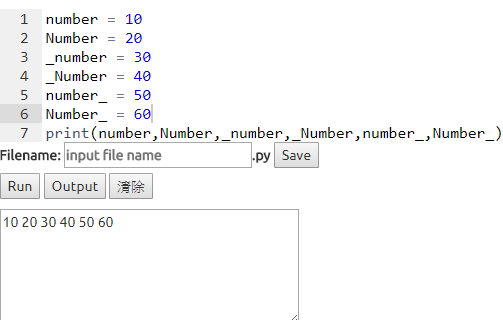 1 number = 10
2 Number = 20
3 _number = 30
4 _Number = 40
5 number_ = 50
6 Number_ = 60
7 print(number,Number,_number,_Number,number_,Number_)
Filename: input file name .py Save
Run Output 清除
10 20 30 40 50 60